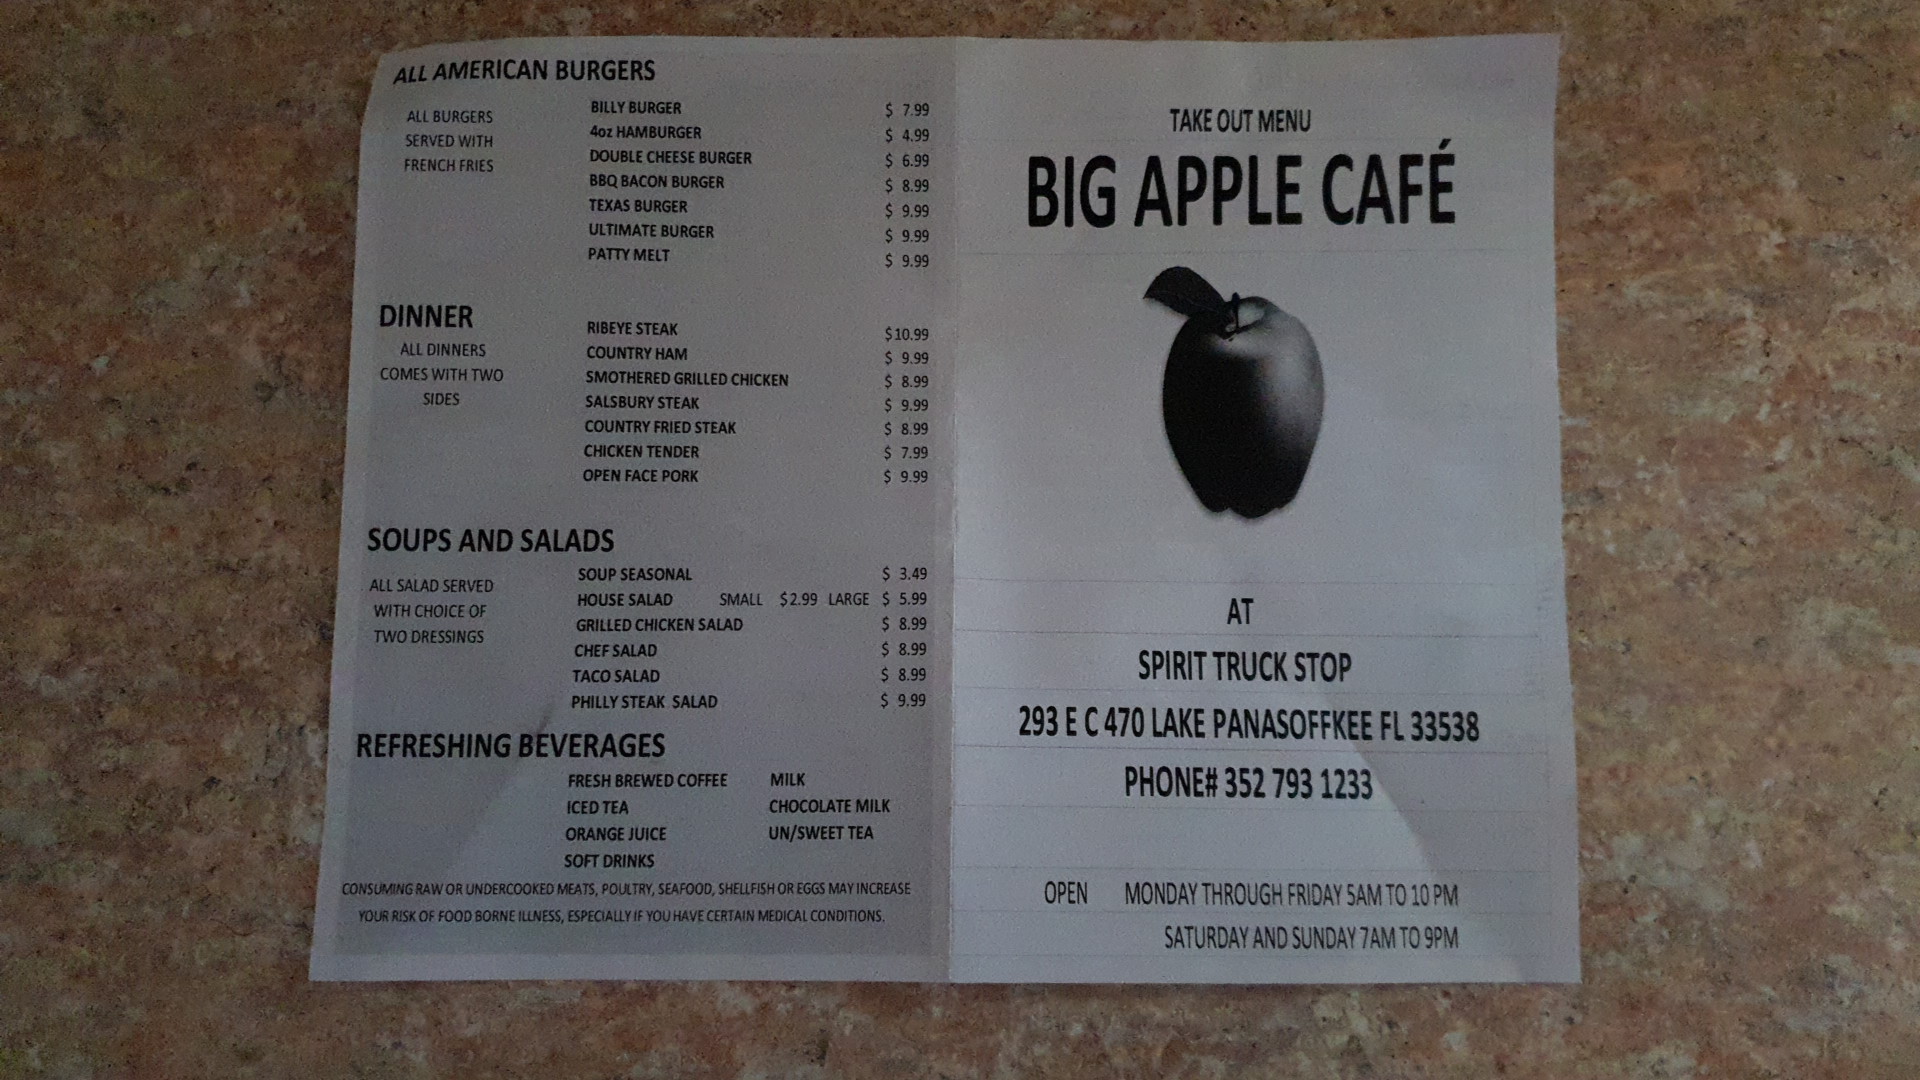 ALL AMERICAN BURGERS
ALL BURGERS
SERVED WITH
FRENCH FRIES
BILLY BURGER $ 7.99
4oz HAMBURGER $ 4.99
DOUBLE CHEESE BURGER $ 6.99
BBQ BACON BURGER $ 8.99
TEXAS BURGER $ 9.99
ULTIMATE BURGER $ 9.99
PATTY MELT $ 9.99
DINNER
ALL DINNERS
COMES WITH TWO
SIDES
RIBEYE STEAK $10.99
COUNTRY HAM $ 9.99
SMOTHERED GRILLED CHICKEN $ 8.99
SALSBURY STEAK $ 9.99
COUNTRY FRIED STEAK $ 8.99
CHICKEN TENDER $ 7.99
OPEN FACE PORK $ 9.99
SOUPS AND SALADS
ALL SALAD SERVED
WITH CHOICE OF
TWO DRESSINGS
SOUP SEASONAL $ 3.49
HOUSE SALAD SMALL $2.99 LARGE $ 5.99
GRILLED CHICKEN SALAD $ 8.99
CHEF SALAD $ 8.99
TACO SALAD $ 8.99
PHILLY STEAK SALAD $ 9.99
REFRESHING BEVERAGES
FRESH BREWED COFFEE MILK
ICED TEA CHOCOLATE MILK
ORANGE JUICE UN/SWEET TEA
SOFT DRINKS
CONSUMING RAW OR UNDERCOOKED MEATS, POULTRY, SEAFOOD, SHELLFISH OR EGGS MAY INCREASE
YOUR RISK OF FOOD BORNE ILLNESS, ESPECIALLY IF YOU HAVE CERTAIN MEDICAL CONDITIONS.
TAKE OUT MENU
BIG APPLE CAFÉ
AT
SPIRIT TRUCK STOP
293 E C 470 LAKE PANASOFFKEE FL 33538
PHONE# 352 793 1233
OPEN MONDAY THROUGH FRIDAY 5AM TO 10 PM
SATURDAY AND SUNDAY 7AM TO 9PM